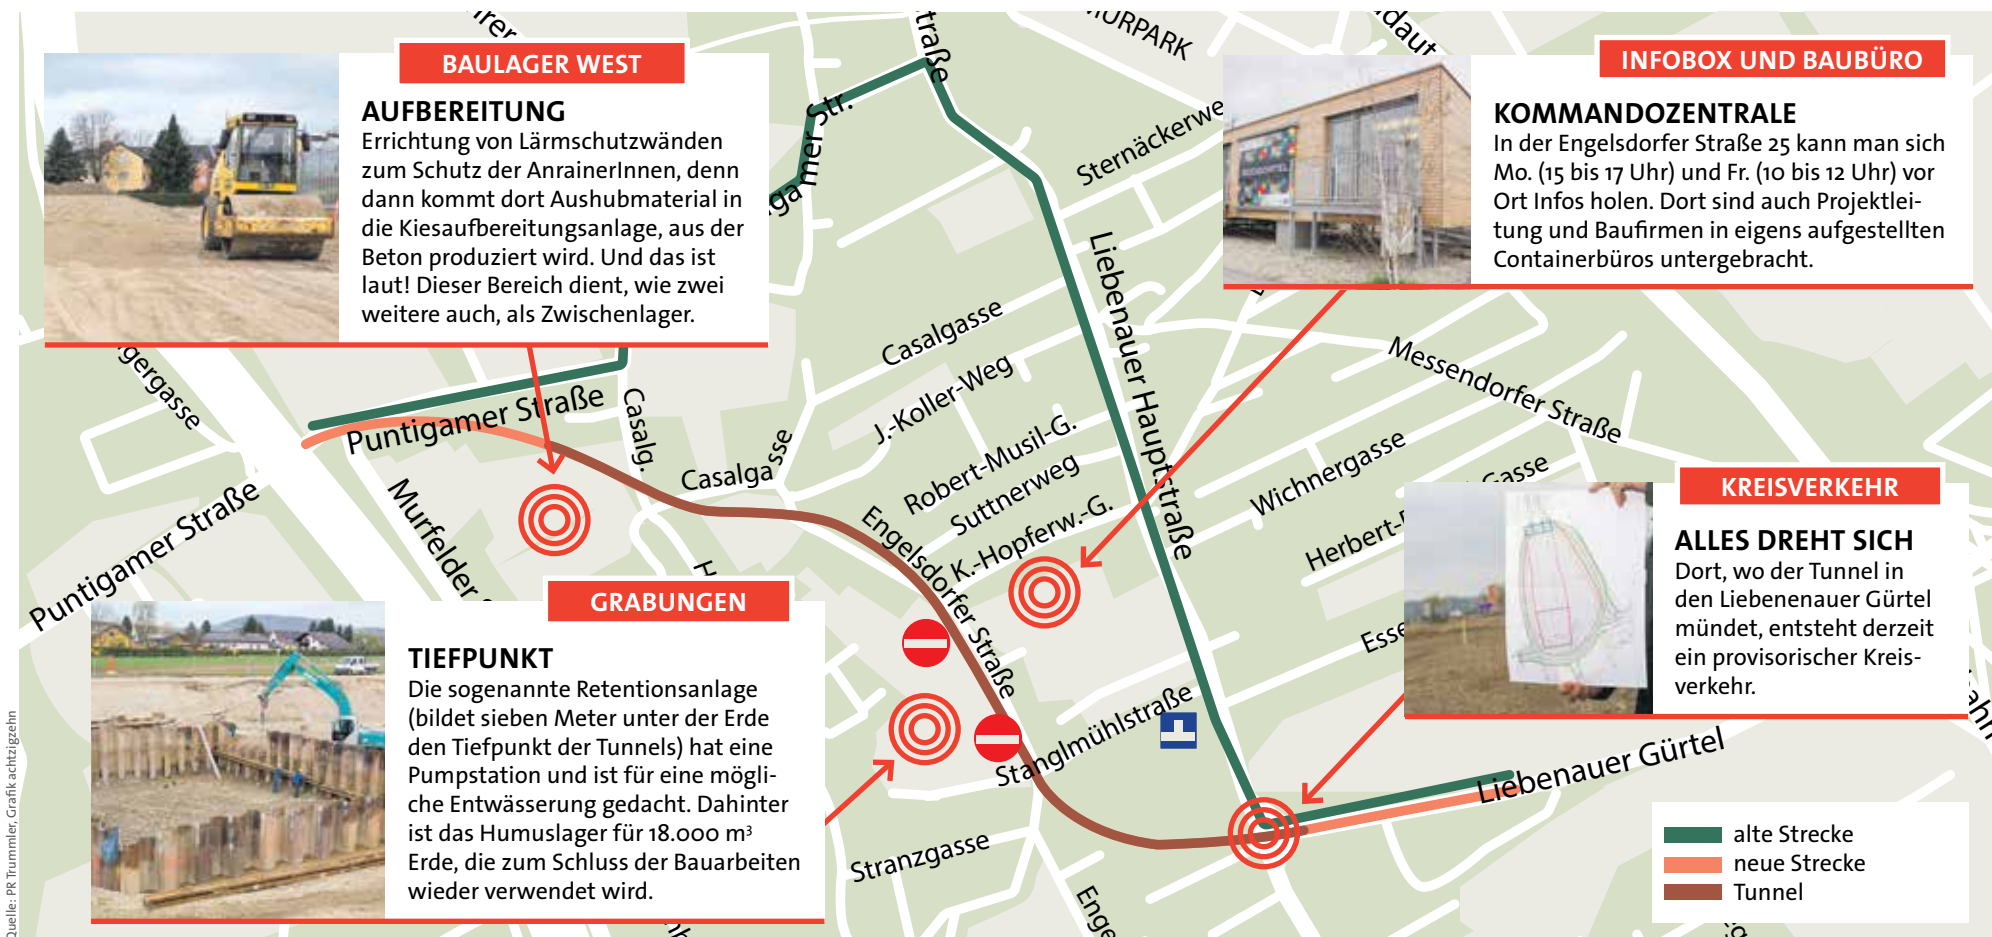 MURPARK
BAULAGER WEST
AUFBEREITUNG
Errichtung von Lärmschutzwänden
zum Schutz der AnrainerInnen, denn
dann kommt dort Aushubmaterial in
die Kiesaufbereitungsanlage, aus der
Beton produziert wird. Und das ist
laut! Dieser Bereich dient, wie zwei
weitere auch, als Zwischenlager.
INFOBOX UND BAUBÜRO
KOMMANDOZENTRALE
In der Engelsdorfer Straße 25 kann man sich
Mo. (15 bis 17 Uhr) und Fr. (10 bis 12 Uhr) vor
Ort Infos holen. Dort sind auch Projektlei-
tung und Baufirmen in eigens aufgestellten
Containerbüros untergebracht.
Sternäckerwe
Liebenauer Hauptstraße
Casalgasse
J.-Koller-Weg
Messendorfer Straße
Puntigamer Straße
Casalg.
Casalgasse
Robert-Musil-G.
Suttnerweg
K.-Hopferw.-G.
Wichnergasse
Gasse
Herbert-
Puntigamer Straße
Murfelder
Engelsdorfer Straße
Esse
KREISVERKEHR
ALLES DREHT SICH
Dort, wo der Tunnel in
den Liebenenauer Gürtel
mündet, entsteht derzeit
ein provisorischer Kreis-
verkehr.
GRABUNGEN
TIEFPUNKT
Die sogenannte Retentionsanlage
(bildet sieben Meter unter der Erde
den Tiefpunkt der Tunnels) hat eine
Pumpstation und ist für eine mögli-
che Entwässerung gedacht. Dahinter
ist das Humuslager für 18.000 m³
Erde, die zum Schluss der Bauarbeiten
wieder verwendet wird.
Stanglmühlstraße
Liebenauer Gürtel
Stranzgasse
Enge
alte Strecke
neue Strecke
Tunnel
Quelle: PR Trummler, Grafik achtzigzehn